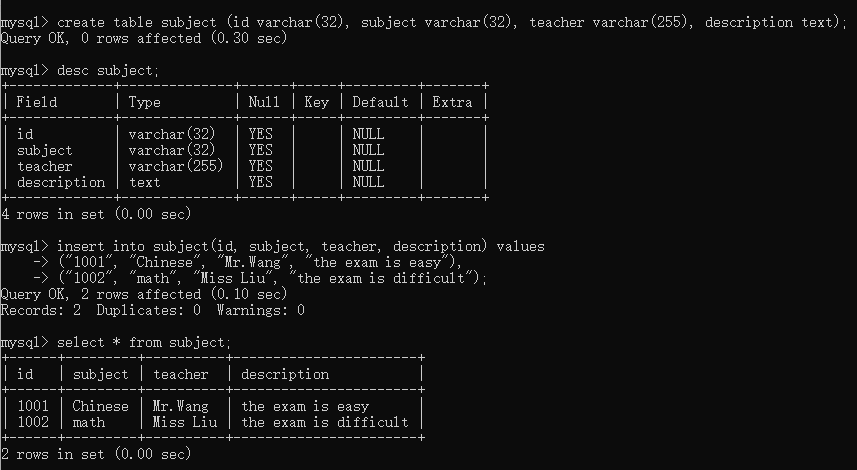 mysql> create table subject (id varchar(32), subject varchar(32), teacher varchar(255), description text);
Query OK, 0 rows affected (0.30 sec)

mysql> desc subject;
+-------------+--------------+------+-----+---------+-------+
| Field       | Type         | Null | Key | Default | Extra |
+-------------+--------------+------+-----+---------+-------+
| id          | varchar(32)  | YES  |     | NULL    |       |
| subject     | varchar(32)  | YES  |     | NULL    |       |
| teacher     | varchar(255) | YES  |     | NULL    |       |
| description | text         | YES  |     | NULL    |       |
+-------------+--------------+------+-----+---------+-------+
4 rows in set (0.00 sec)

mysql> insert into subject(id, subject, teacher, description) values
    -> ("1001", "Chinese", "Mr.Wang", "the exam is easy"),
    -> ("1002", "math", "Miss Liu", "the exam is difficult");
Query OK, 2 rows affected (0.10 sec)
Records: 2  Duplicates: 0  Warnings: 0

mysql> select * from subject;
+------+---------+----------+-----------------------+
| id   | subject | teacher  | description           |
+------+---------+----------+-----------------------+
| 1001 | Chinese | Mr.Wang  | the exam is easy      |
| 1002 | math    | Miss Liu | the exam is difficult |
+------+---------+----------+-----------------------+
2 rows in set (0.00 sec)